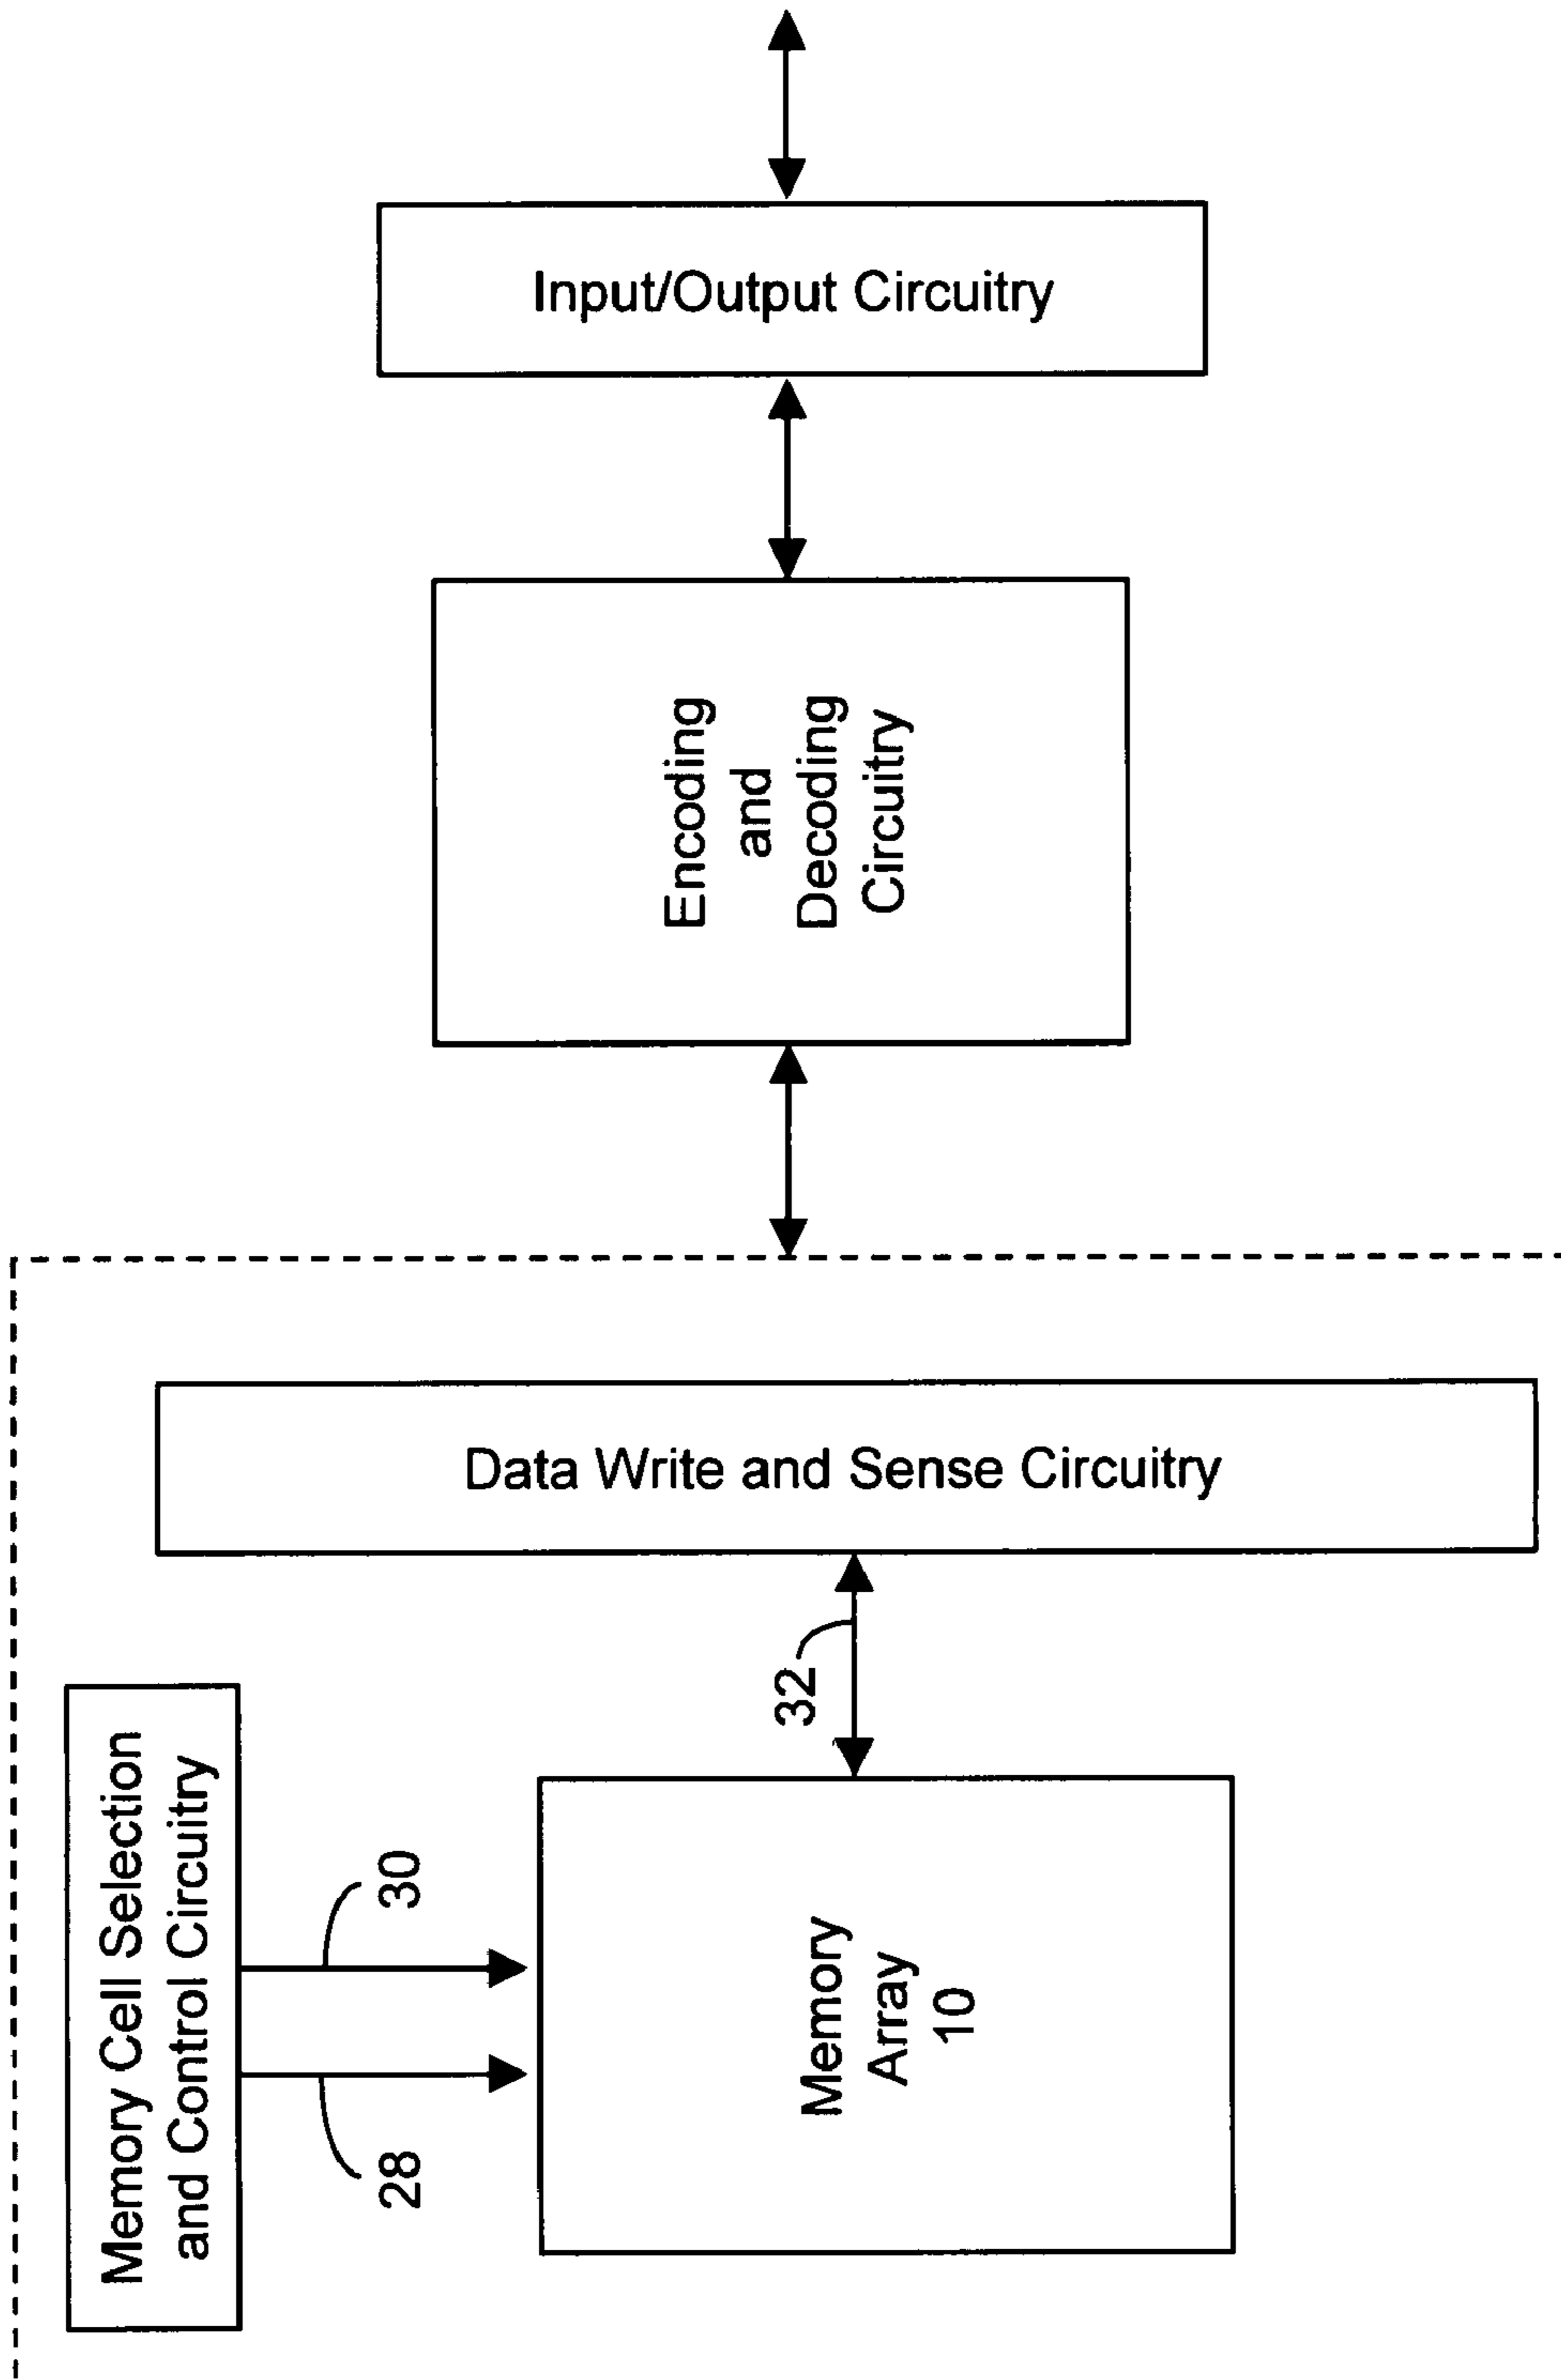 Input/Output Circuitry
Encoding
and
Decoding
Circuitry
Data Write and Sense Circuitry
32
Memory Cell Selection
and Control Circuitry
30
28
Memory
Array
10